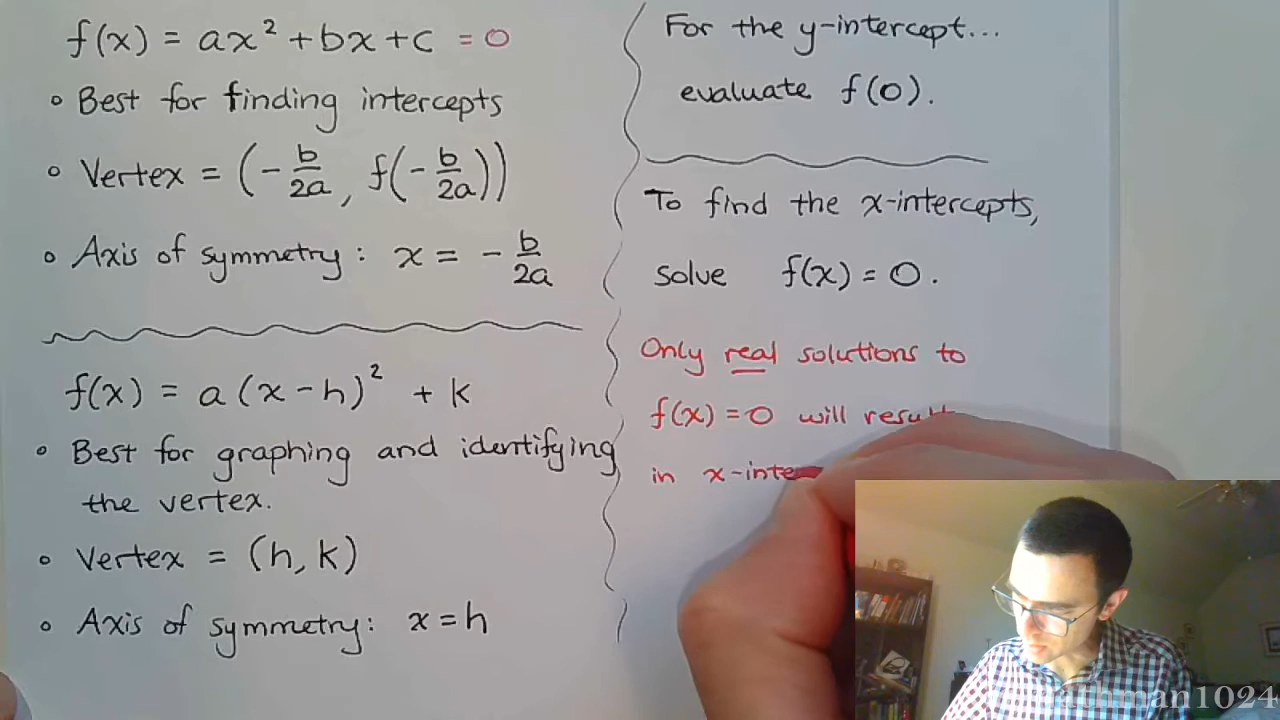 f(x) = ax² + bx + c = 0
∘ Best for finding intercepts
∘ Vertex = (-b/2a, f(-b/2a))
∘ Axis of symmetry: x = -b/2a
f(x) = a(x-h)² + k
∘ Best for graphing and identifying
the vertex.
∘ Vertex = (h, k)
∘ Axis of symmetry: x = h
For the y-intercept...
evaluate f(0).
To find the x-intercepts,
solve f(x) = 0.
Only real solutions to
f(x) = 0 will result
in x-inte